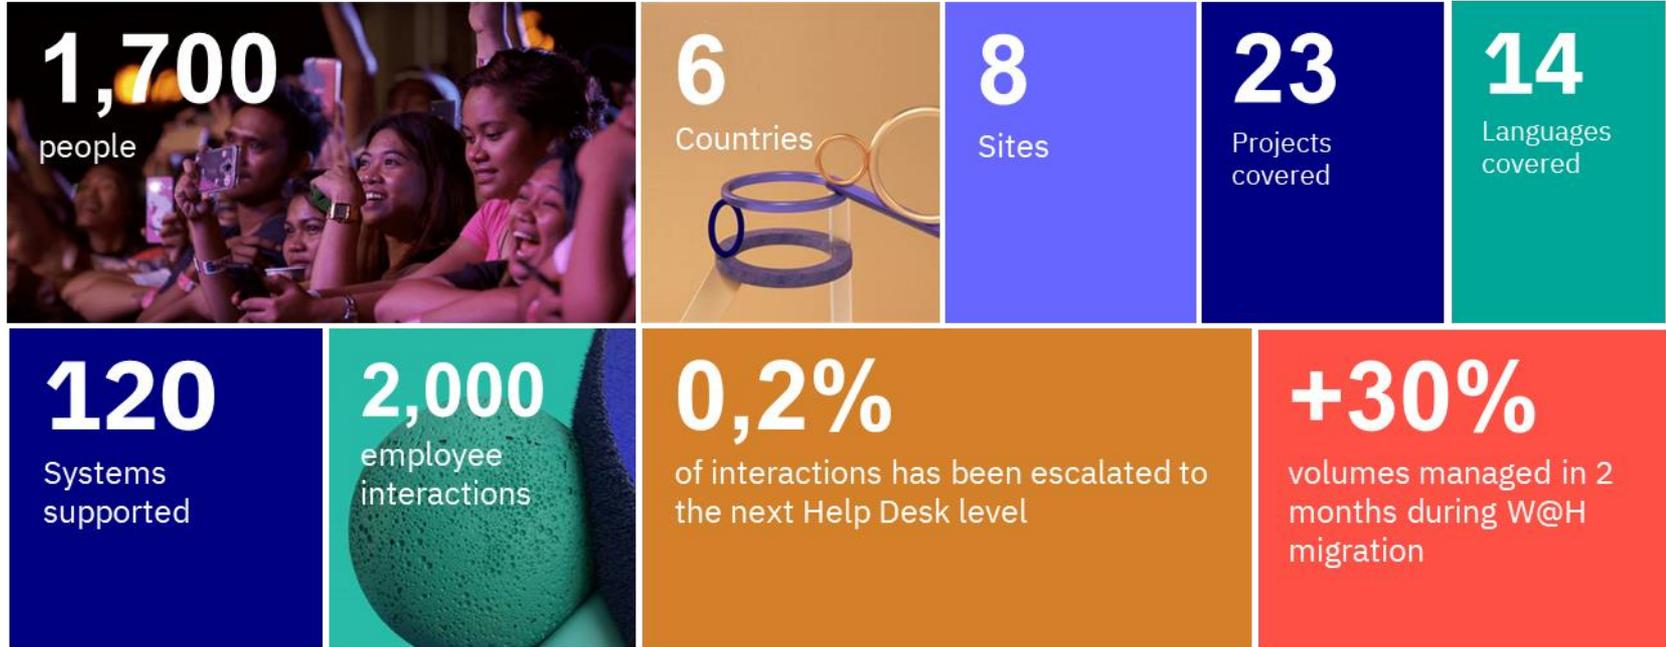 1,700
people
6
Countries
8
Sites
23
Projects
covered
14
Languages
covered
120
Systems
supported
2,000
employee
interactions
0,2%
of interactions has been escalated to
the next Help Desk level
+30%
volumes managed in 2
months during W@H
migration